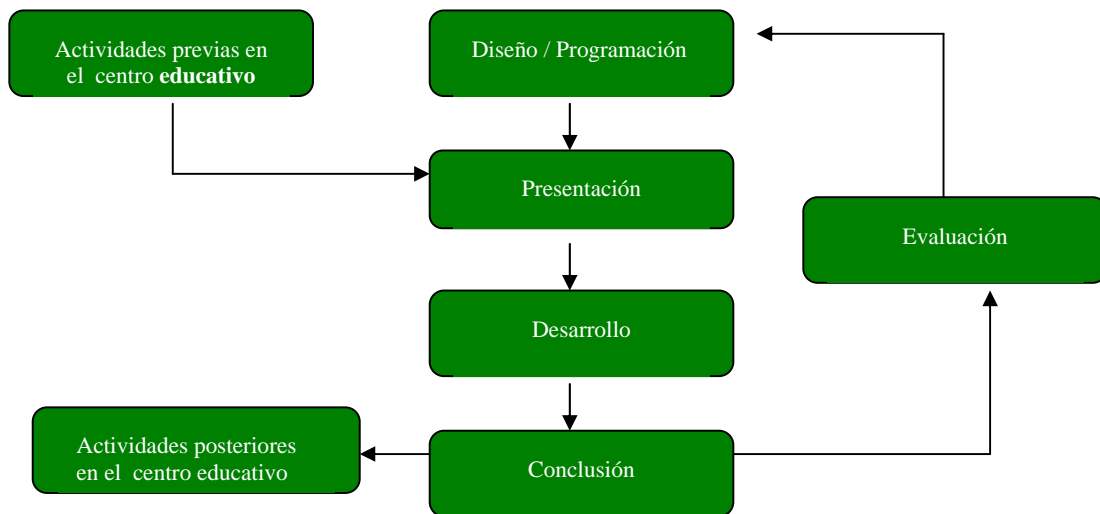 Actividades previas en
el centro educativo
Diseño / Programación
Presentación
Evaluación
Desarrollo
Actividades posteriores
en el centro educativo
Conclusión